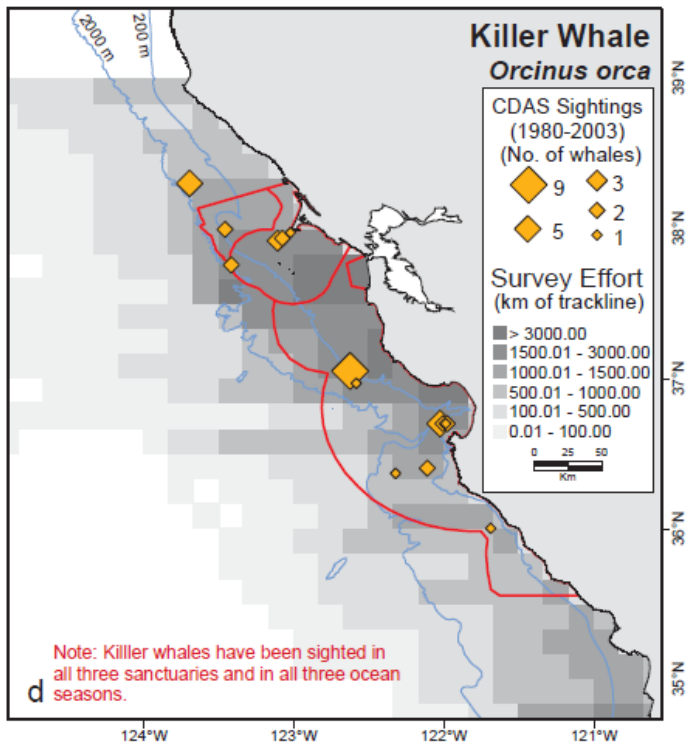 2000 m
200 m
Killer Whale
Orcinus orca
CDAS Sightings
(1980-2003)
(No. of whales)
9
3
5
2
1
Survey Effort
(km of trackline)
> 3000.00
1500.01 - 3000.00
1000.01 - 1500.00
500.01 - 1000.00
100.01 - 500.00
0.01 - 100.00
0 25 50
Km
39°N
38°N
37°N
36°N
35°N
Note: Killler whales have been sighted in
all three sanctuaries and in all three ocean
seasons.
d
124°W 123°W 122°W 121°W